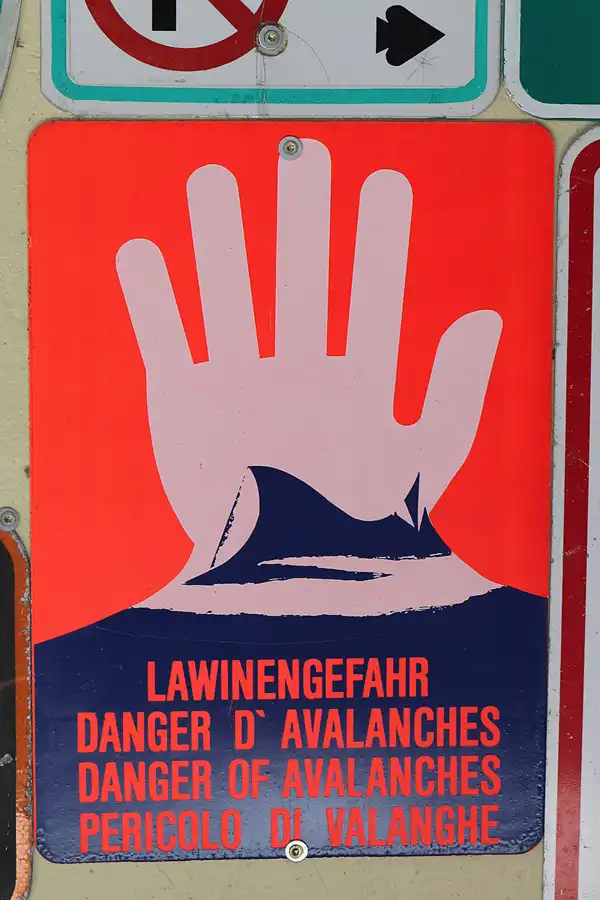 LAWINENGEFAHR
DANGER D` AVALANCHES
DANGER OF AVALANCHES
PERICOLO DI VALANGHE